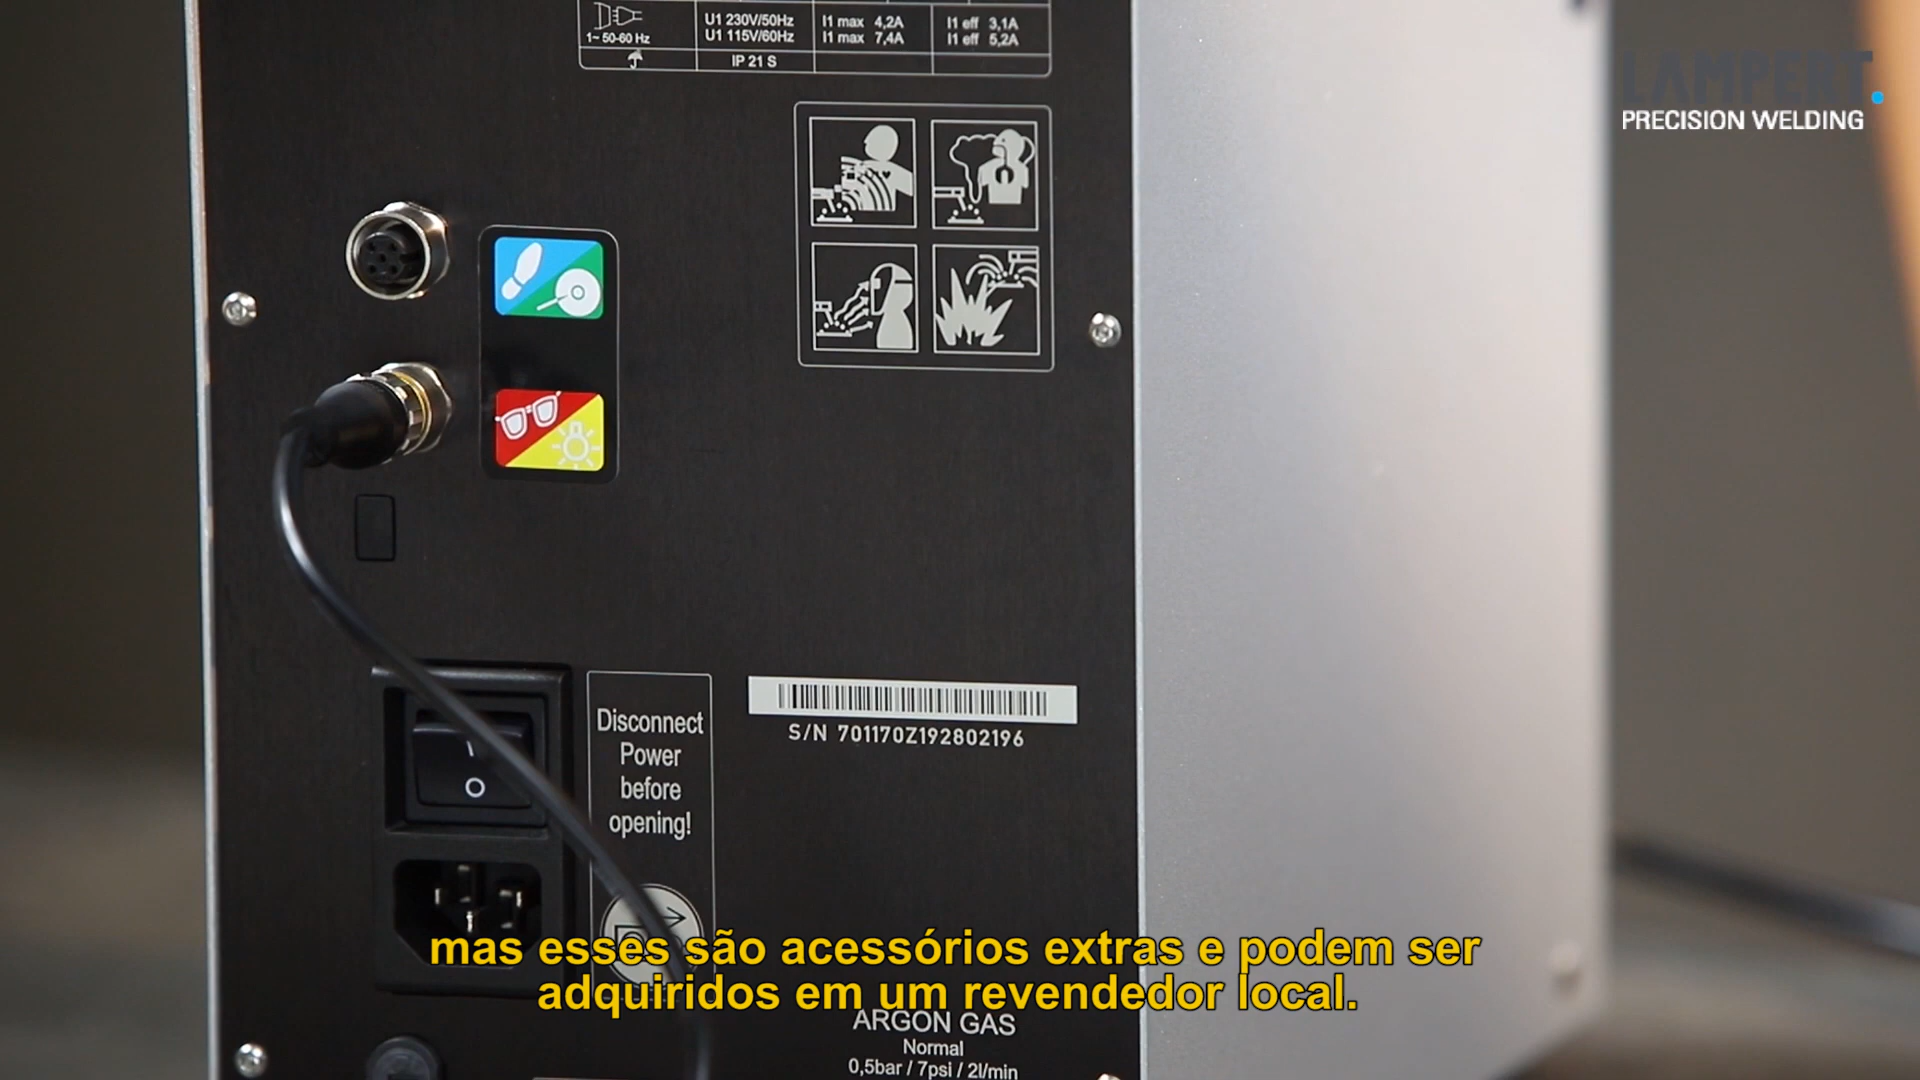 U1 230V/50Hz I1 max 4,2A I1 eff 3,1A
1~ 50-60 Hz U1 115V/60Hz I1 max 7,4A I1 eff 5,2A
IP 21 S
LAMPERT.
PRECISION WELDING
S/N 701170Z192802196
Disconnect
Power
before
opening!
mas esses são acessórios extras e podem ser
adquiridos em um revendedor local.
ARGON GAS
Normal
0,5bar / 7psi / 2l/min